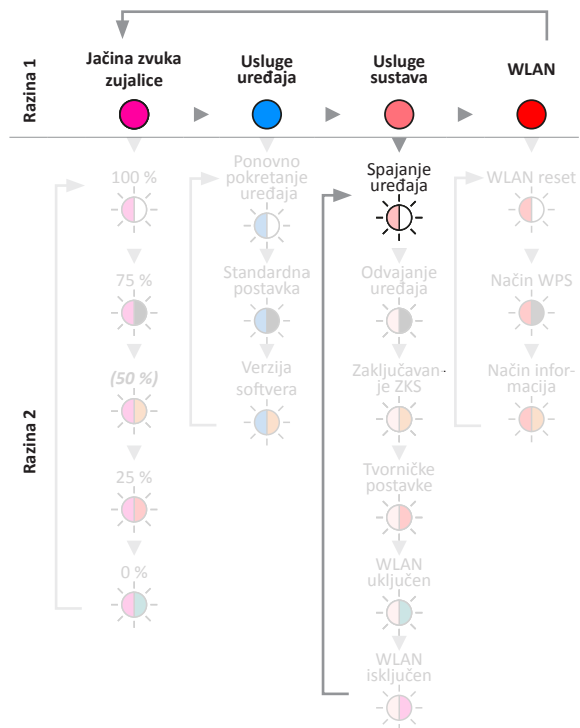 Razina 1
Jačina zvuka
zujalice
Usluge
uređaja
Usluge
sustava
WLAN
Razina 2
100 %
75 %
(50 %)
25 %
0 %
Ponovno
pokretanje
uređaja
Standardna
postavka
Verzija
softvera
Spajanje
uređaja
Odvajanje
uređaja
Zaključavan-
je ZKS
Tvorničke
postavke
WLAN
uključen
WLAN
isključen
WLAN reset
Način WPS
Način infor-
macija